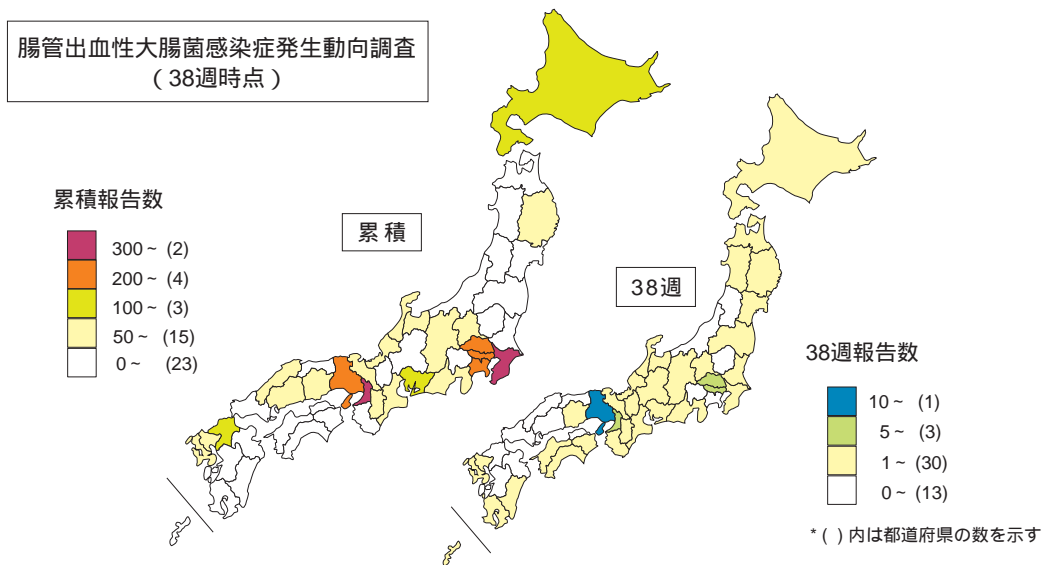 腸管出血性大腸菌感染症発生動向調査
（38週時点）
累積報告数
300～ (2)
200～ (4)
100～ (3)
50～ (15)
0～ (23)
累積
38週
38週報告数
10～ (1)
5～ (3)
1～ (30)
0～ (13)
*( ) 内は都道府県の数を示す